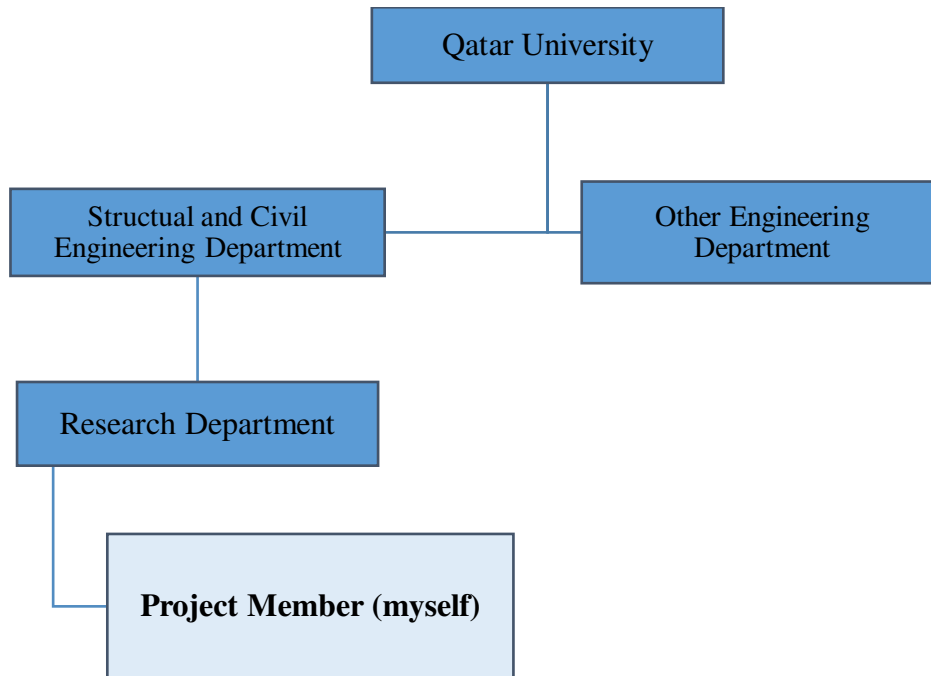 Qatar University
Structual and Civil
Engineering Department
Other Engineering
Department
Research Department
Project Member (myself)